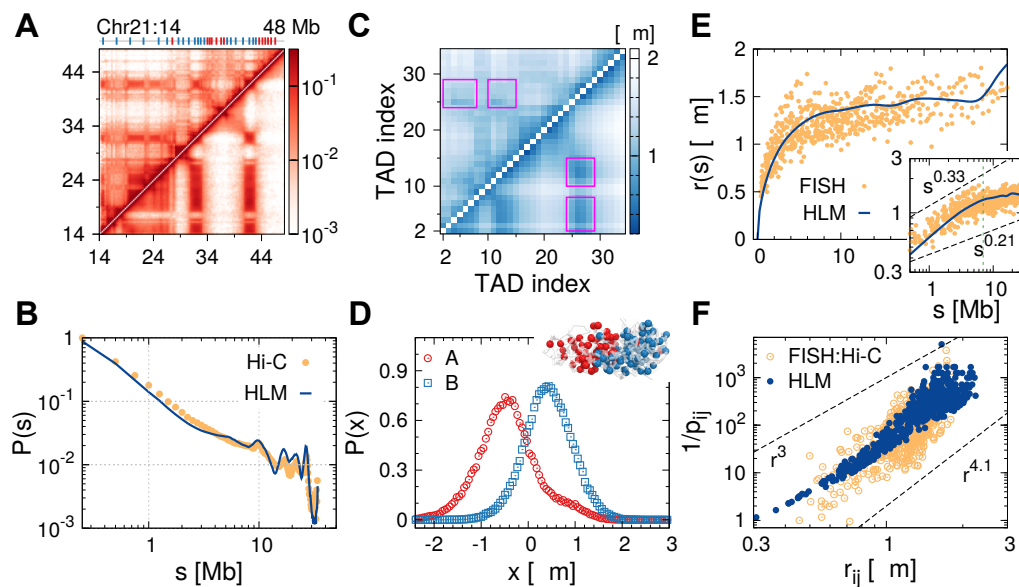 A
Chr21:14 48 Mb
44
34
24
14
14 24 34 44
10^-1
10^-2
10^-3
B
1
10^-1
10^-2
10^-3
P(s)
Hi-C
HLM
1 10
s [Mb]
C
[ m]
TAD index
30
20
10
2
2 10 20 30
TAD index
2
1
D
A
B
0.9
0.6
0.3
0
P(x)
-2 -1 0 1 2 3
x [ m]
E
2
1.5
1
0.5
0
r(s) [ m]
FISH
HLM
0 10
s^0.33
s^0.21
3
1
0.3
1 10
s [Mb]
F
FISH:Hi-C
HLM
10^3
100
10
1
1/p_ij
r^3
r^4.1
0.3 1 3
r_ij [ m]